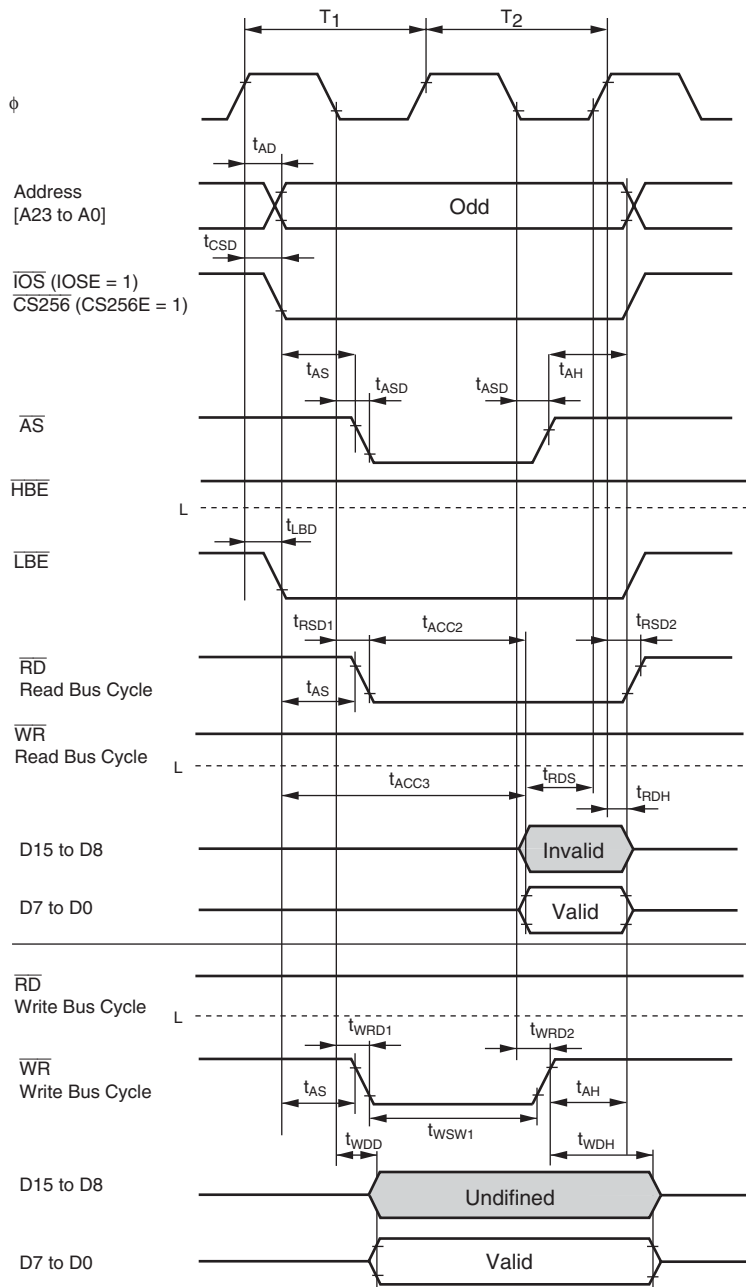 T1 T2
ϕ
tAD
Address
[A23 to A0]
Odd
tCSD
IOS (IOSE = 1)
CS256 (CS256E = 1)
tAS tASD tASD tAH
AS
HBE
L
tLBD
LBE
tRSD1 tACC2 tRSD2
RD
Read Bus Cycle
tAS
WR
Read Bus Cycle
L
tACC3 tRDS tRDH
D15 to D8 Invalid
D7 to D0 Valid
RD
Write Bus Cycle
L
tWRD1 tWRD2
WR
Write Bus Cycle
tAS tAH
tWSW1
tWDD tWDH
D15 to D8 Undifined
D7 to D0 Valid